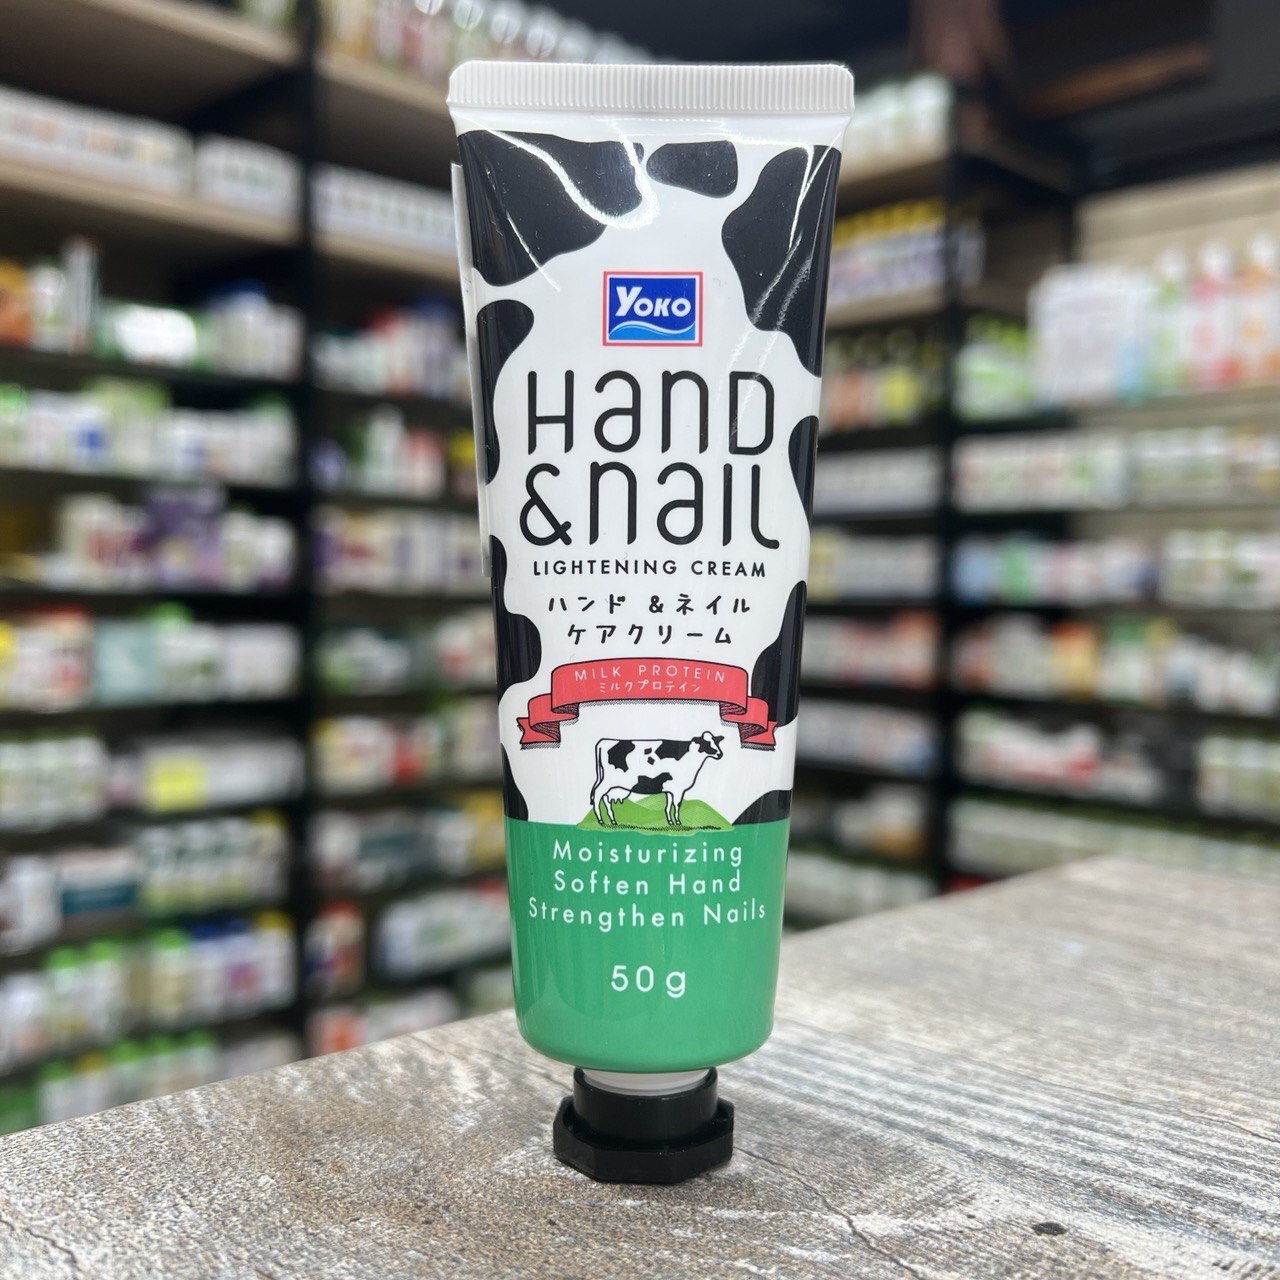 YOKO
Hand
& nail
LIGHTENING CREAM
ハンド & ネイル
ケアクリーム
MILK PROTEIN
ミルクプロテイン
Moisturizing
Soften Hand
Strengthen Nails
50 g